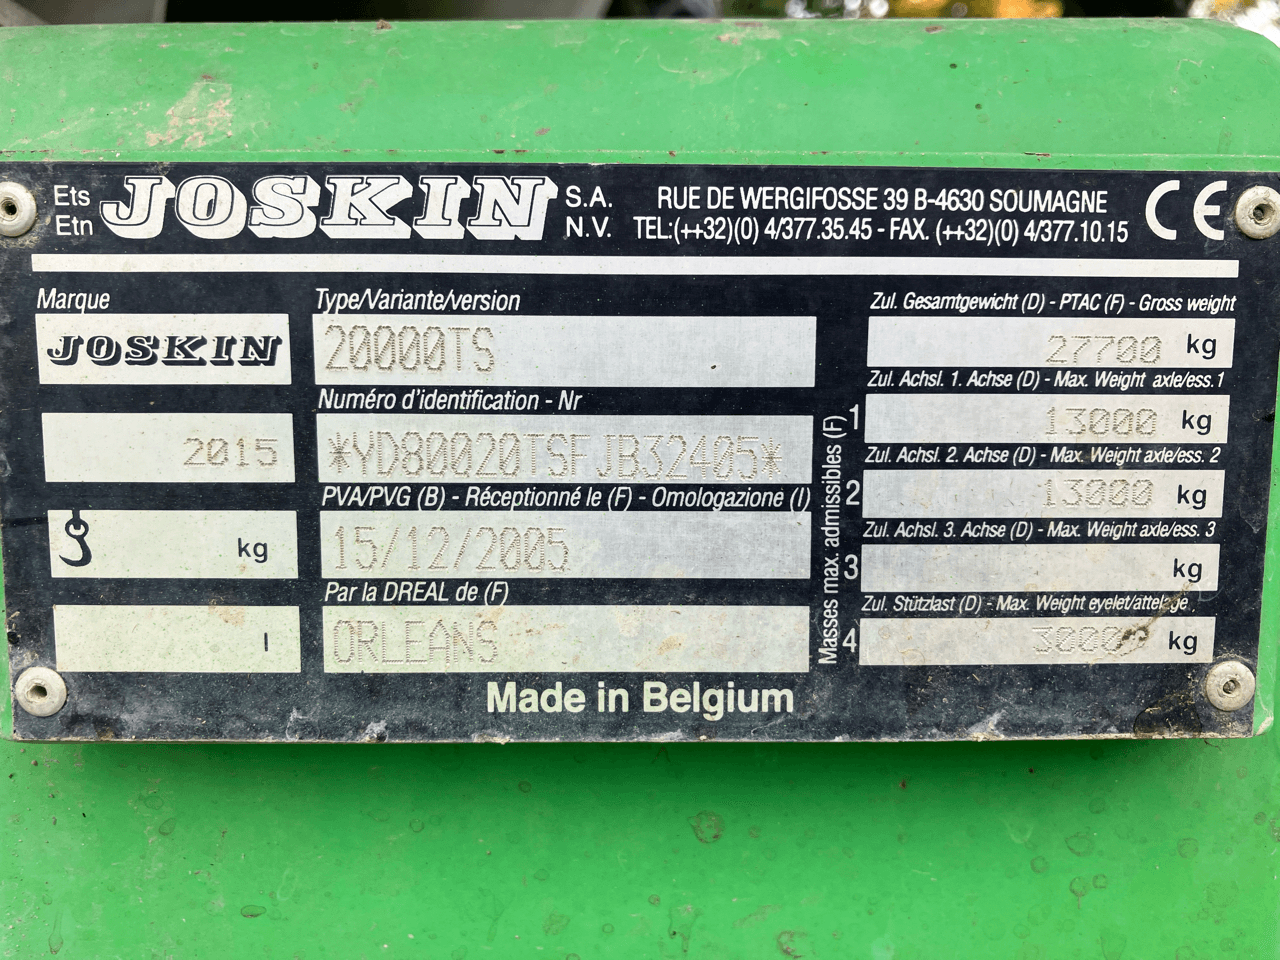 Ets
Etn
JOSKIN
S.A.
N.V.
RUE DE WERGIFOSSE 39 B-4630 SOUMAGNE
TEL:(++32)(0) 4/377.35.45 - FAX. (++32)(0) 4/377.10.15
CE
Marque
JOSKIN
2015
kg
l
Type/Variante/version
20000TS
Numéro d'identification - Nr
*YD80020TSFJB32405*
PVA/PVG (B) - Réceptionné le (F) - Omologazione (I)
15/12/2005
Par la DREAL de (F)
ORLEANS
Masses max. admissibles (F)
Zul. Gesamtgewicht (D) - PTAC (F) - Gross weight
27700 kg
Zul. Achsl. 1. Achse (D) - Max. Weight axle/ess.1
1 13000 kg
Zul. Achsl. 2. Achse (D) - Max. Weight axle/ess. 2
2 13000 kg
Zul. Achsl. 3. Achse (D) - Max. Weight axle/ess. 3
3 kg
Zul. Stützlast (D) - Max. Weight eyelet/attelage
4 3000 kg
Made in Belgium